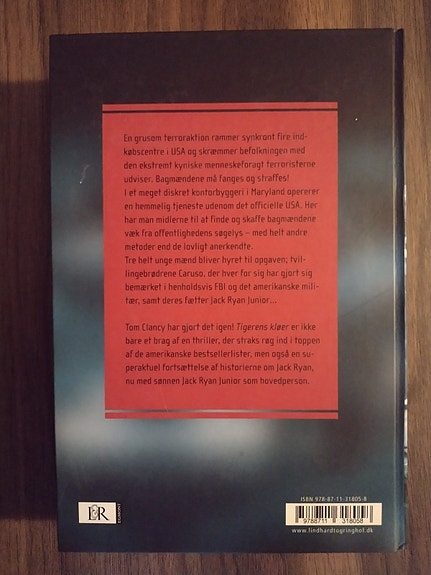 En grusom terroraktion rammer synkront fire ind-
købscentre i USA og skræmmer befolkningen med
den ekstremt kyniske menneskeforagt terroristerne
udviser. Bagmændene må fanges og straffes!
I et meget diskret kontorbyggeri i Maryland opererer
en hemmelig tjeneste udenom det officielle USA. Her
har man midlerne til at finde og skaffe bagmændene
væk fra offentlighedens søgelys – med helt andre
metoder end de lovligt anerkendte.
Tre helt unge mænd bliver hyret til opgaven; tvil-
lingebrødrene Caruso, der hver for sig har gjort sig
bemærket i henholdsvis FBI og det amerikanske mili-
tær, samt deres fætter Jack Ryan Junior...
Tom Clancy har gjort det igen! Tigerens kløer er ikke
bare et brag af en thriller, der straks røg ind i toppen
af de amerikanske bestsellerlister, men også en su-
peraktuel fortsættelse af historierne om Jack Ryan,
nu med sønnen Jack Ryan Junior som hovedperson.
ISBN 978-87-11-31805-8
9788711 318058
www.lindhardtogringhof.dk
L&R
EGMONT